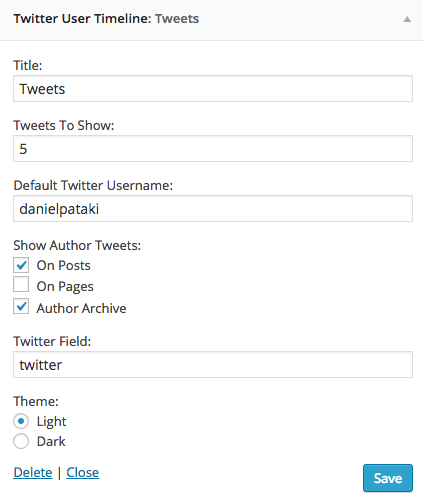 Twitter User Timeline: Tweets
Title:
Tweets
Tweets To Show:
5
Default Twitter Username:
danielpataki
Show Author Tweets:
On Posts
On Pages
Author Archive
Twitter Field:
twitter
Theme:
Light
Dark
Delete | Close
Save